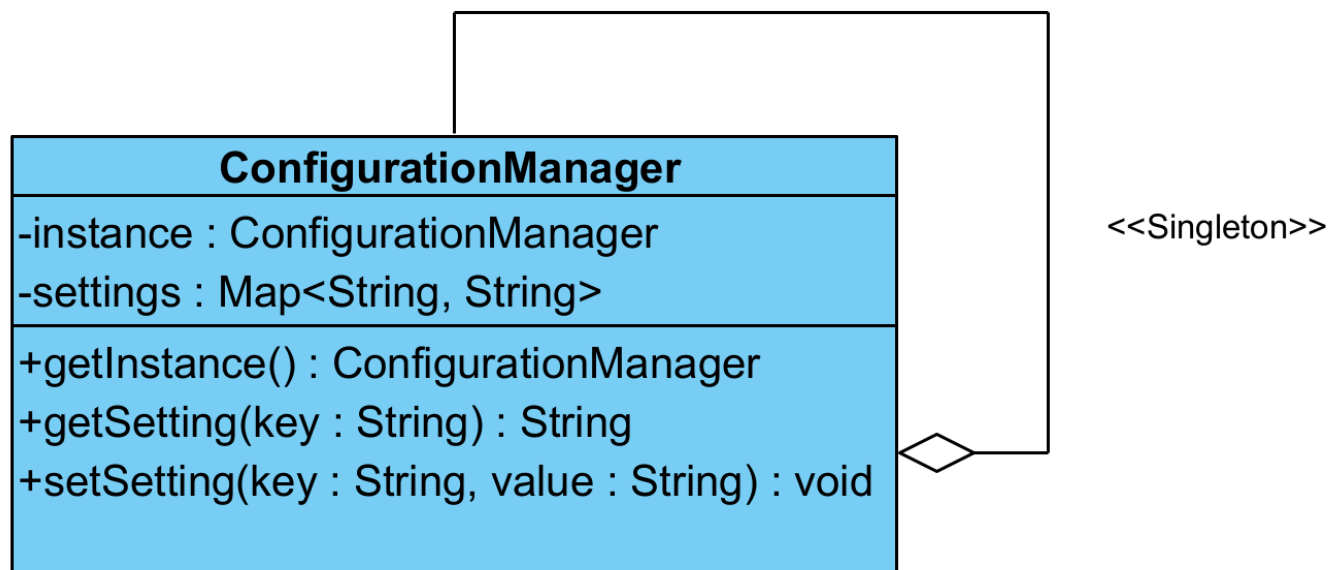 ConfigurationManager
-instance : ConfigurationManager
-settings : Map<String, String>
+getInstance() : ConfigurationManager
+getSetting(key : String) : String
+setSetting(key : String, value : String) : void
<<Singleton>>